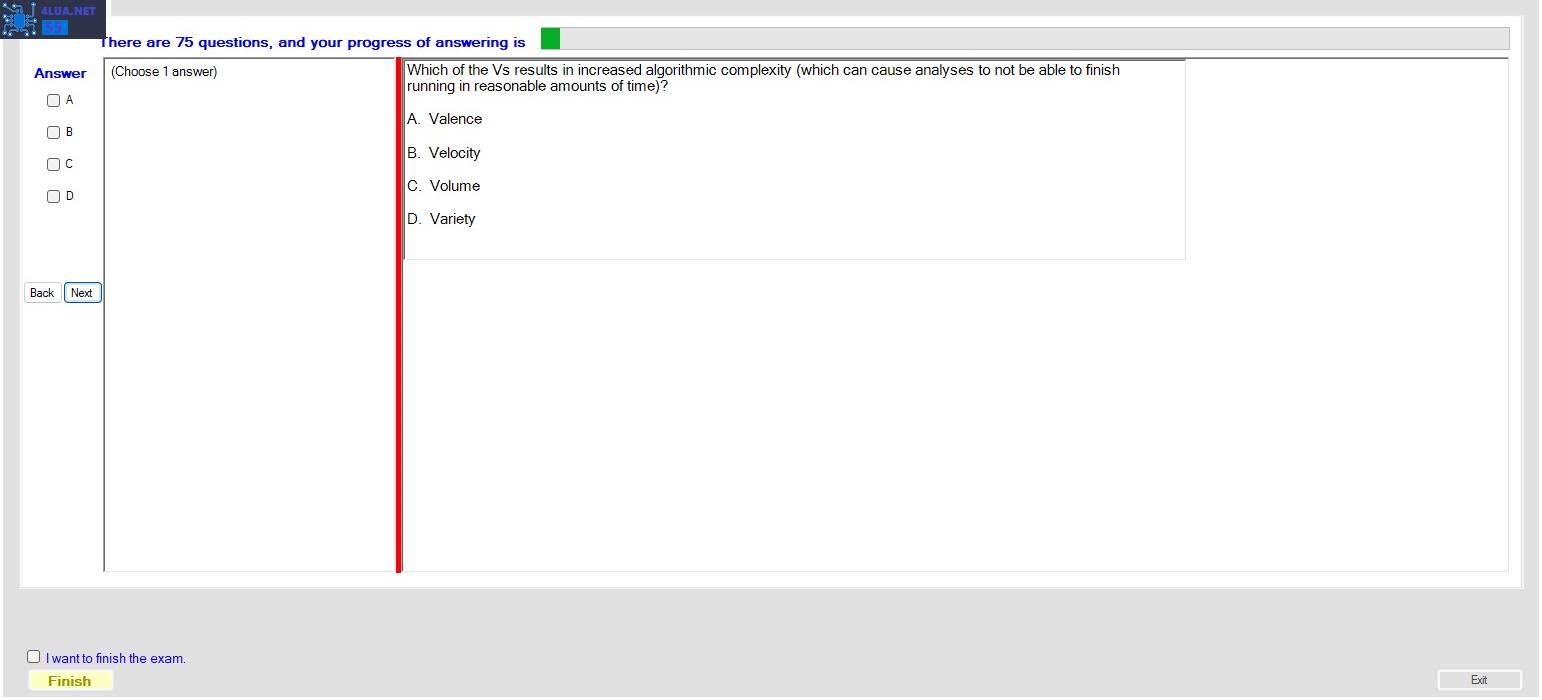 4LUA.NET
55
There are 75 questions, and your progress of answering is
Answer
(Choose 1 answer)
A
B
C
D
Back
Next
Which of the Vs results in increased algorithmic complexity (which can cause analyses to not be able to finish
running in reasonable amounts of time)?
A. Valence
B. Velocity
C. Volume
D. Variety
I want to finish the exam.
Finish
Exit